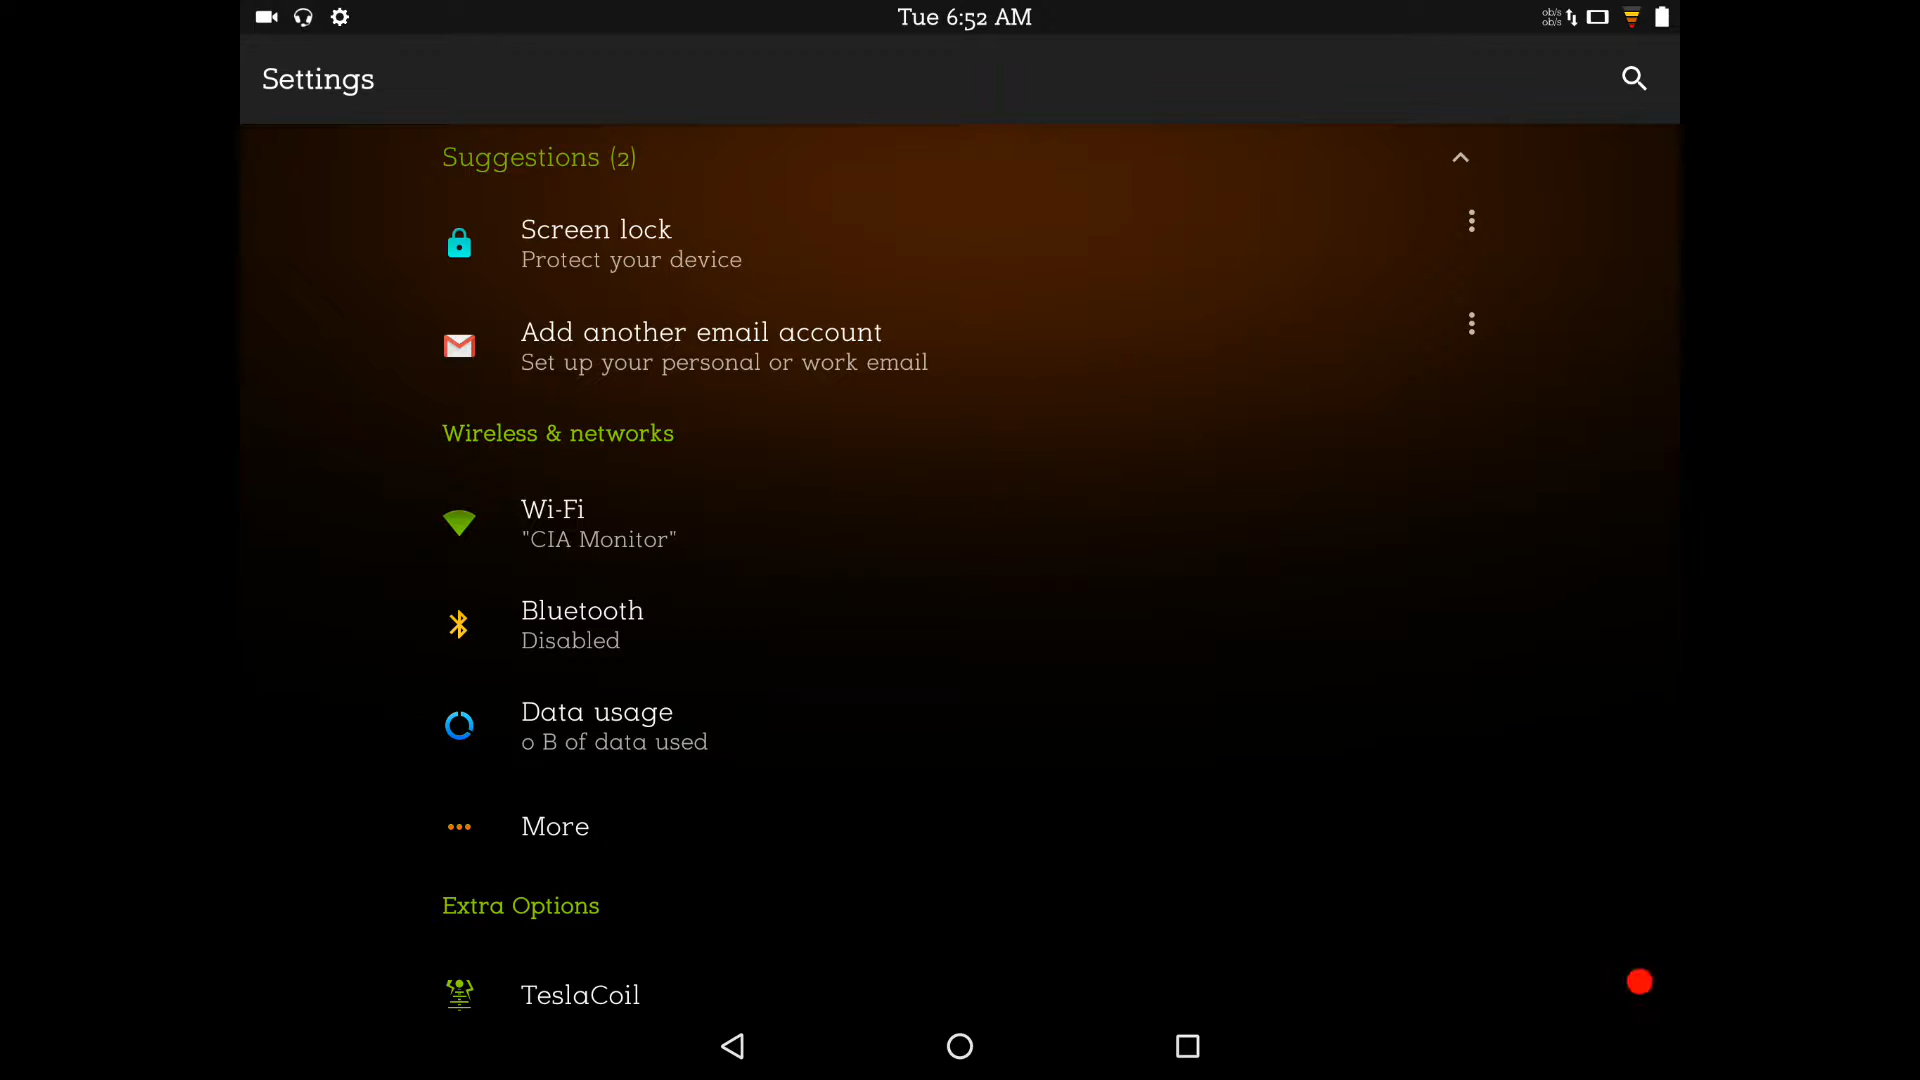 Tue 6:52 AM
0b/s
0b/s
Settings
Suggestions (2)
Screen lock
Protect your device
Add another email account
Set up your personal or work email
Wireless & networks
Wi-Fi
"CIA Monitor"
Bluetooth
Disabled
Data usage
0 B of data used
More
Extra Options
TeslaCoil